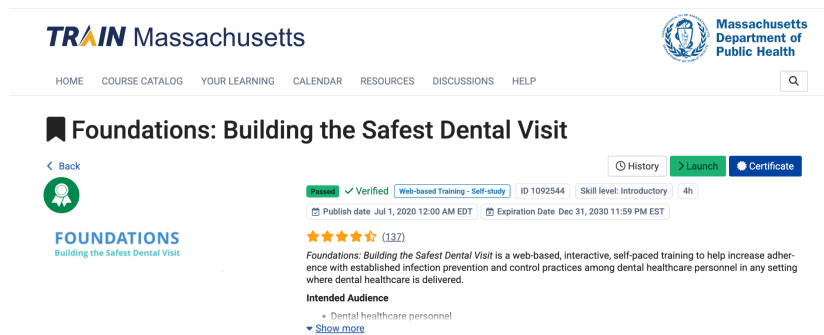 TRAIN Massachusetts
Massachusetts
Department of
Public Health
HOME COURSE CATALOG YOUR LEARNING CALENDAR RESOURCES DISCUSSIONS HELP
Foundations: Building the Safest Dental Visit
Back
History Launch Certificate
Passed Verified Web-based Training - Self-study ID 1092544 Skill level: Introductory 4h
Publish date Jul 1, 2020 12:00 AM EDT Expiration Date Dec 31, 2030 11:59 PM EST
(137)
FOUNDATIONS
Building the Safest Dental Visit
Foundations: Building the Safest Dental Visit is a web-based, interactive, self-paced training to help increase adher-
ence with established infection prevention and control practices among dental healthcare personnel in any setting
where dental healthcare is delivered.
Intended Audience
• Dental healthcare personnel
Show more